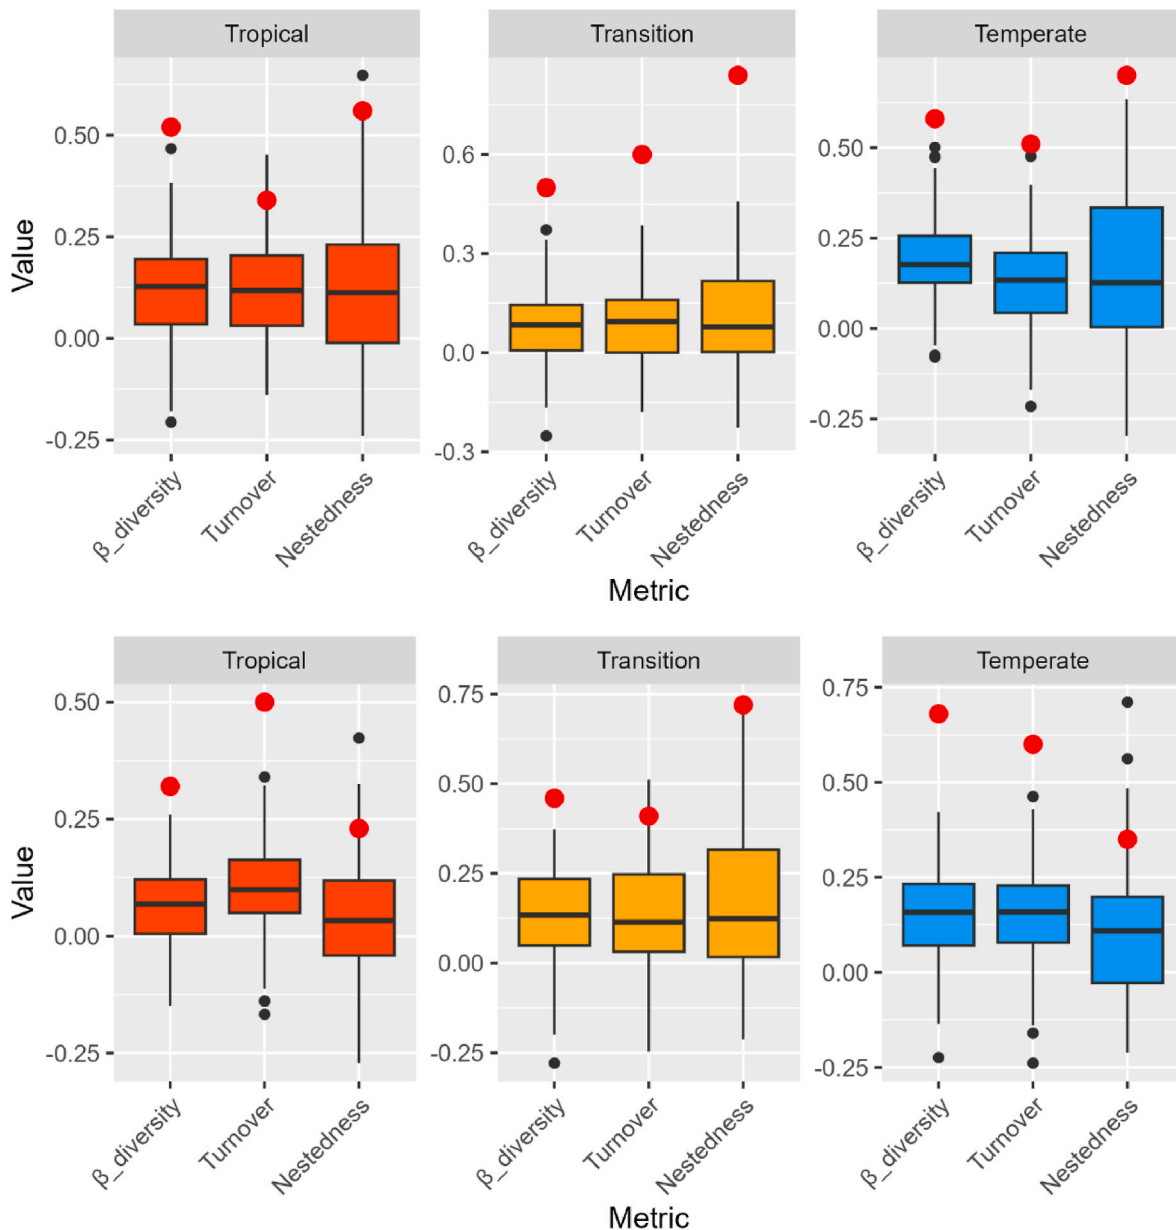 Tropical
Transition
Temperate
Value
0.50
0.25
0.00
-0.25
0.6
0.3
0.0
-0.3
0.50
0.25
0.00
-0.25
β_diversity
Turnover
Nestedness
β_diversity
Turnover
Nestedness
β_diversity
Turnover
Nestedness
Metric
Tropical
Transition
Temperate
Value
0.50
0.25
0.00
-0.25
0.75
0.50
0.25
0.00
-0.25
0.75
0.50
0.25
0.00
-0.25
β_diversity
Turnover
Nestedness
β_diversity
Turnover
Nestedness
β_diversity
Turnover
Nestedness
Metric